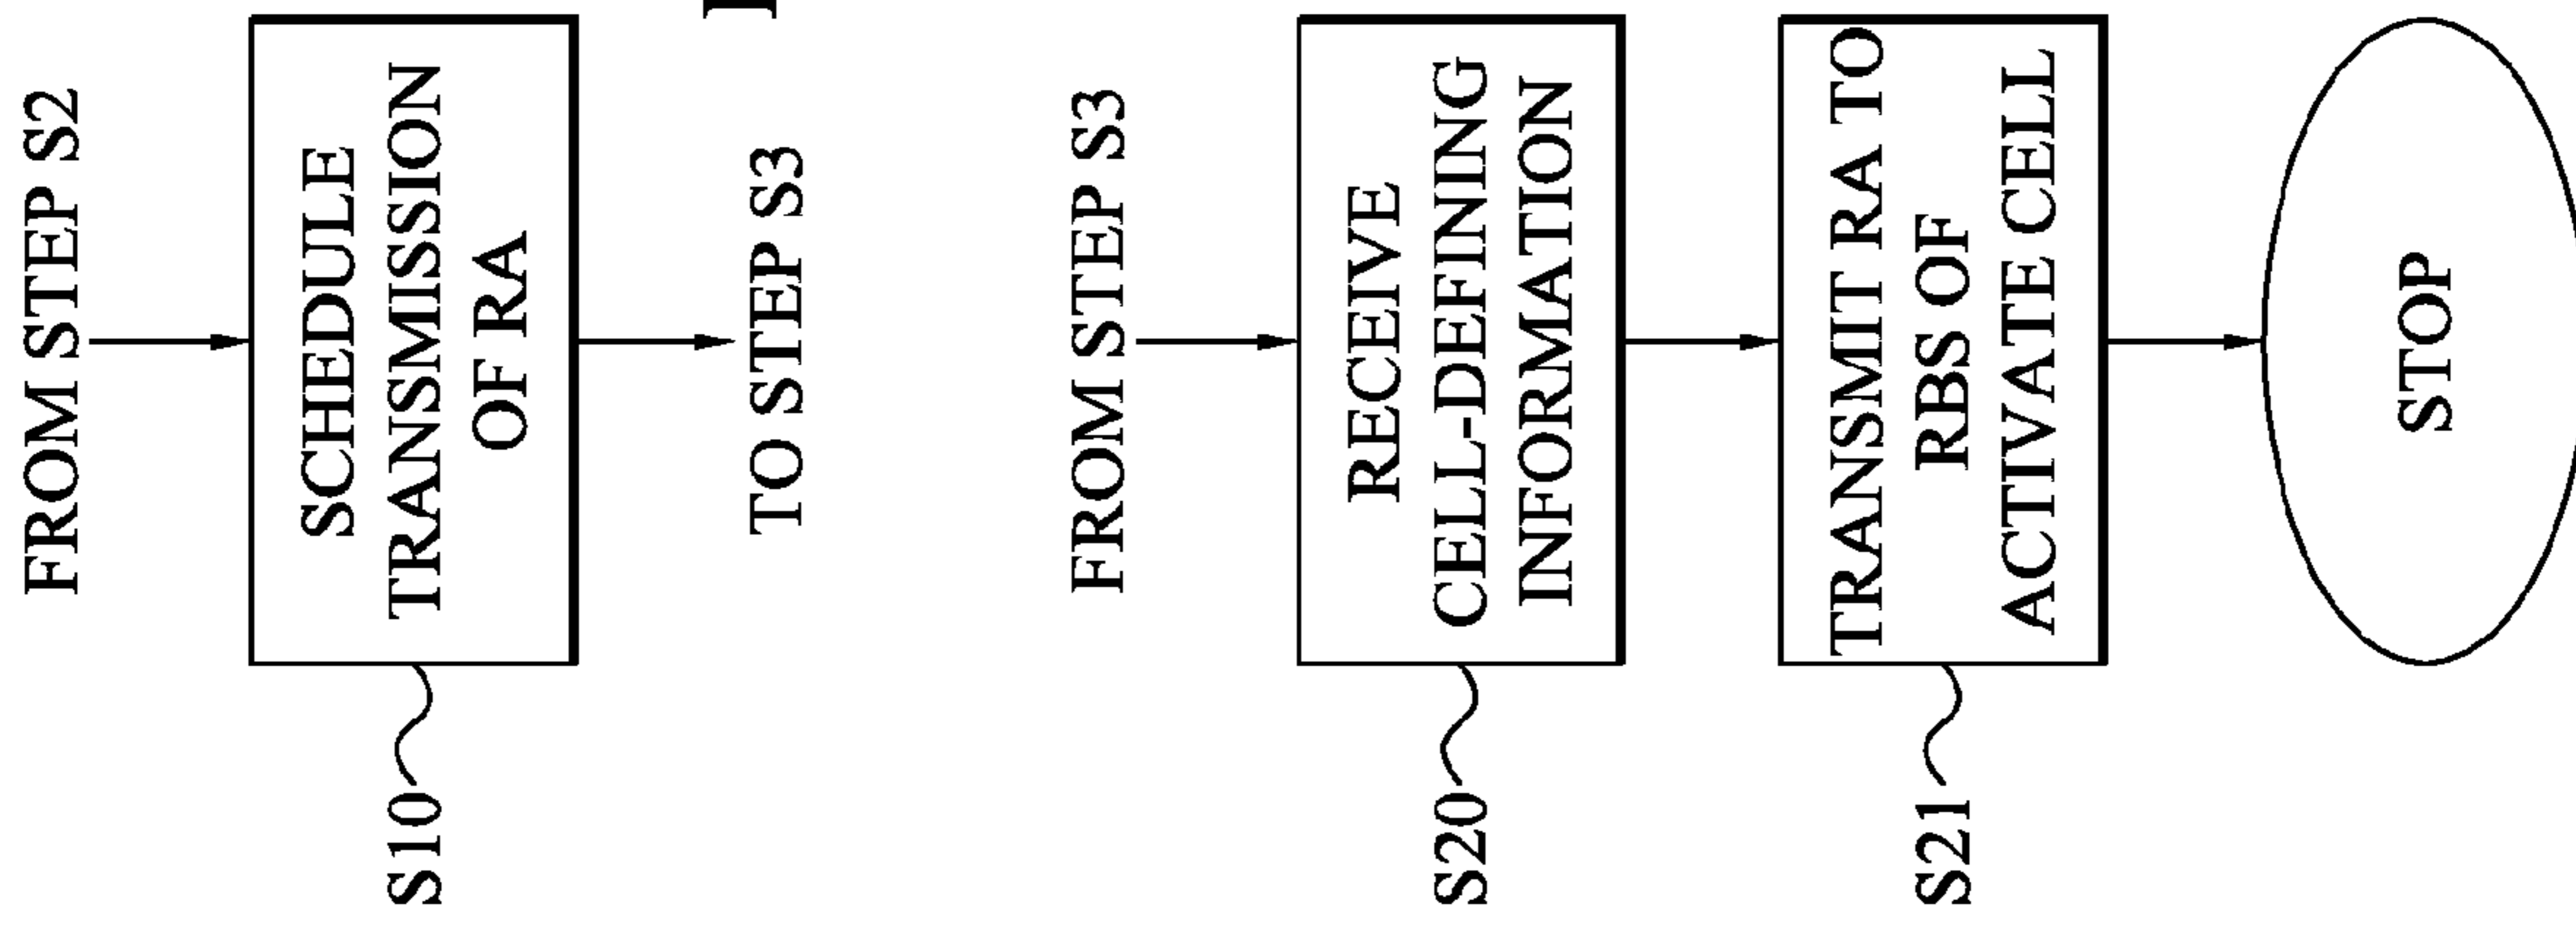 FROM STEP S2
SCHEDULE
TRANSMISSION
OF RA
S10
TO STEP S3
FROM STEP S3
RECEIVE
CELL-DEFINING
INFORMATION
S20
TRANSMIT RA TO
RBS OF
ACTIVATE CELL
S21
STOP